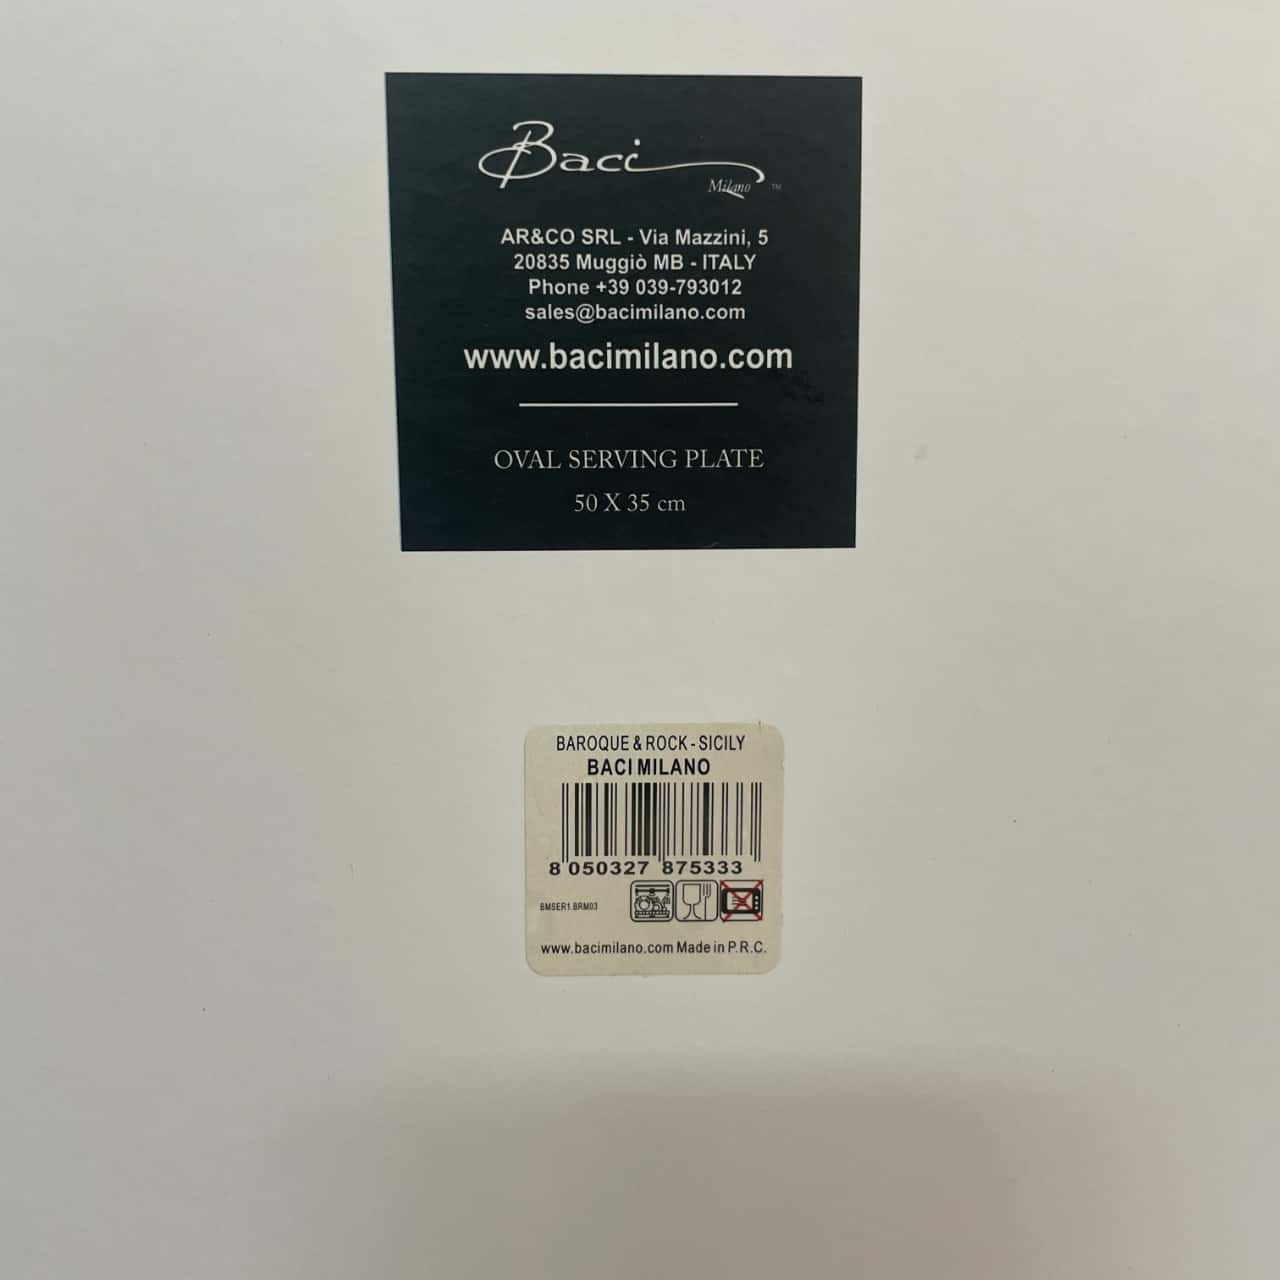 Baci
Milano ™
AR&CO SRL - Via Mazzini, 5
20835 Muggiò MB - ITALY
Phone +39 039-793012
sales@bacimilano.com
www.bacimilano.com
OVAL SERVING PLATE
50 X 35 cm
BAROQUE & ROCK - SICILY
BACI MILANO
8 050327 875333
BMSER1.BRM03
www.bacimilano.com Made in P.R.C.